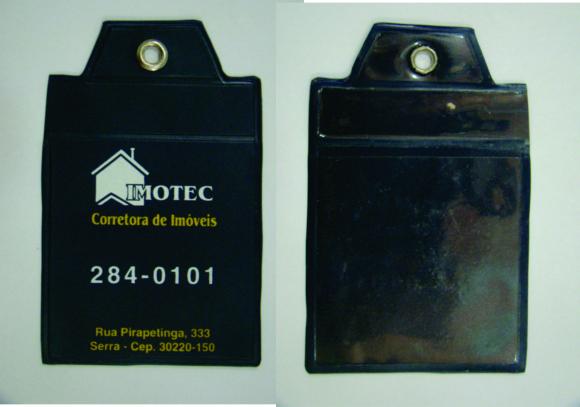 IMOTEC
Corretora de Imóveis
284-0101
Rua Pirapetinga, 333
Serra - Cep. 30220-150